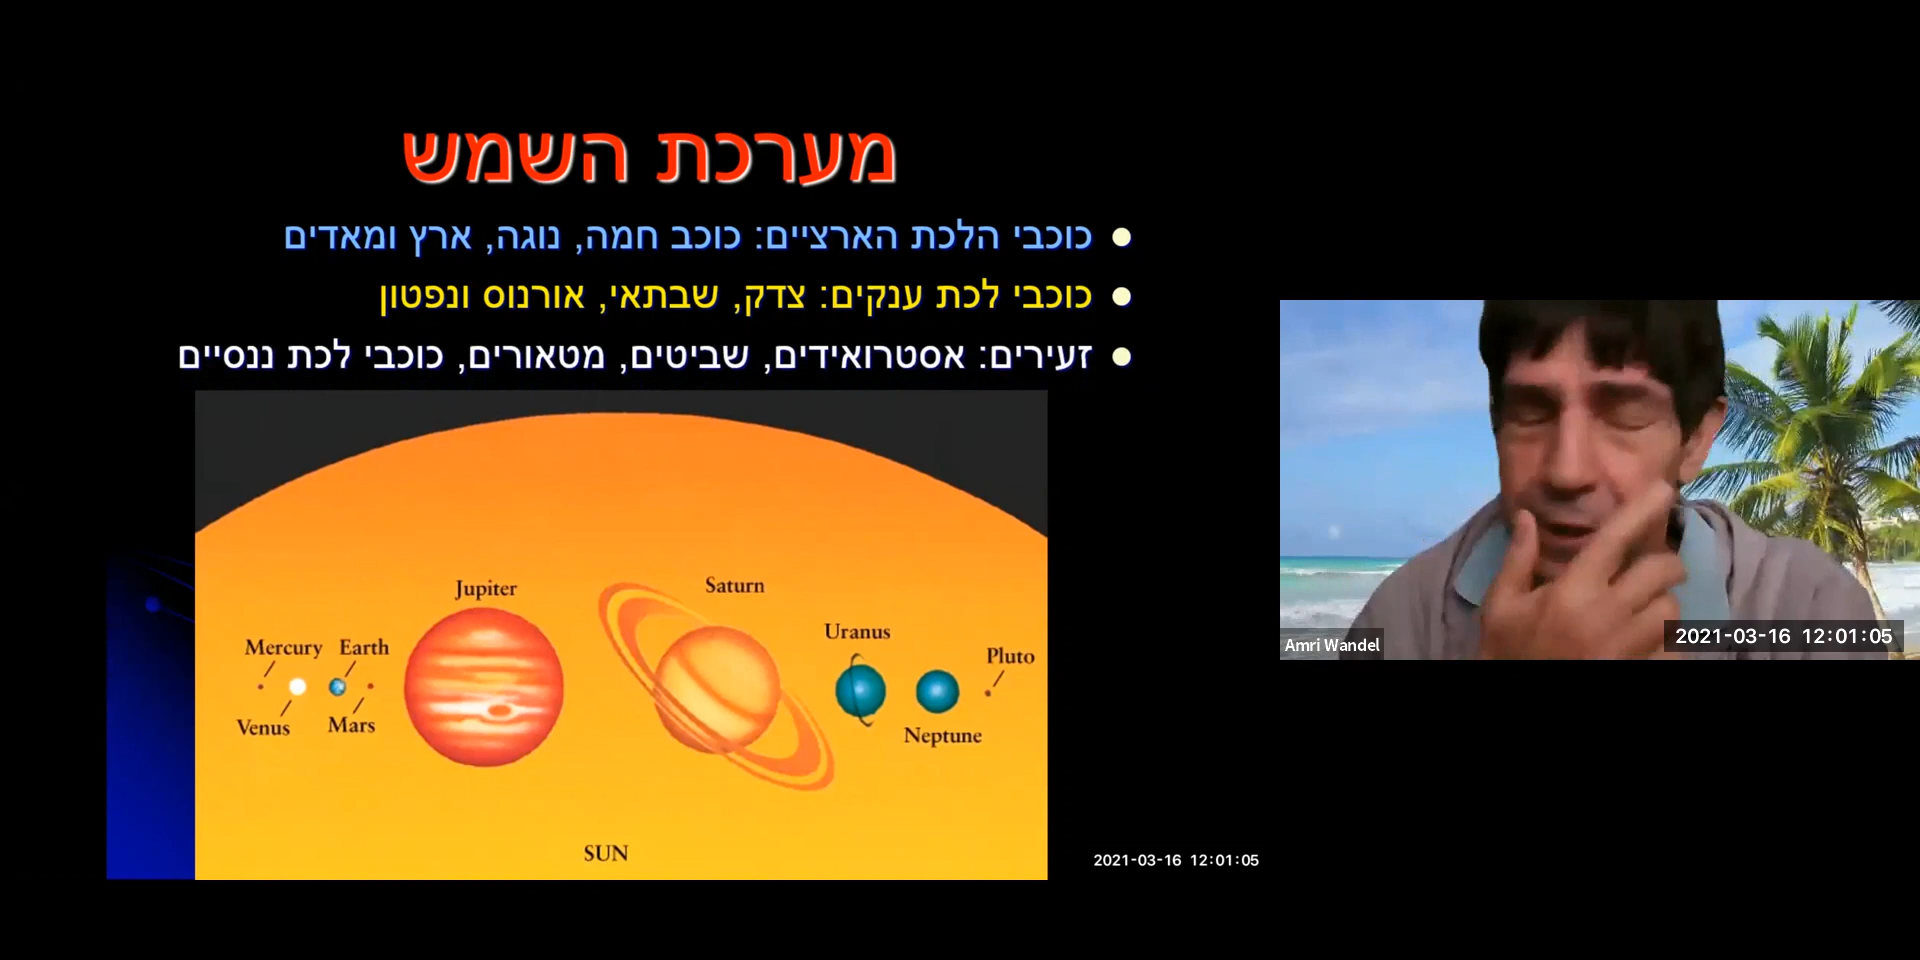 מערכת השמש
כוכבי הלכת הארציים: כוכב חמה, נוגה, ארץ ומאדים
כוכבי לכת ענקים: צדק, שבתאי, אורנוס ונפטון
זעירים: אסטרואידים, שביטים, מטאורים, כוכבי לכת ננסיים
Jupiter
Saturn
Uranus
Mercury Earth
Pluto
Venus
Mars
Neptune
SUN
2021-03-16 12:01:05
Amri Wandel
2021-03-16 12:01:05